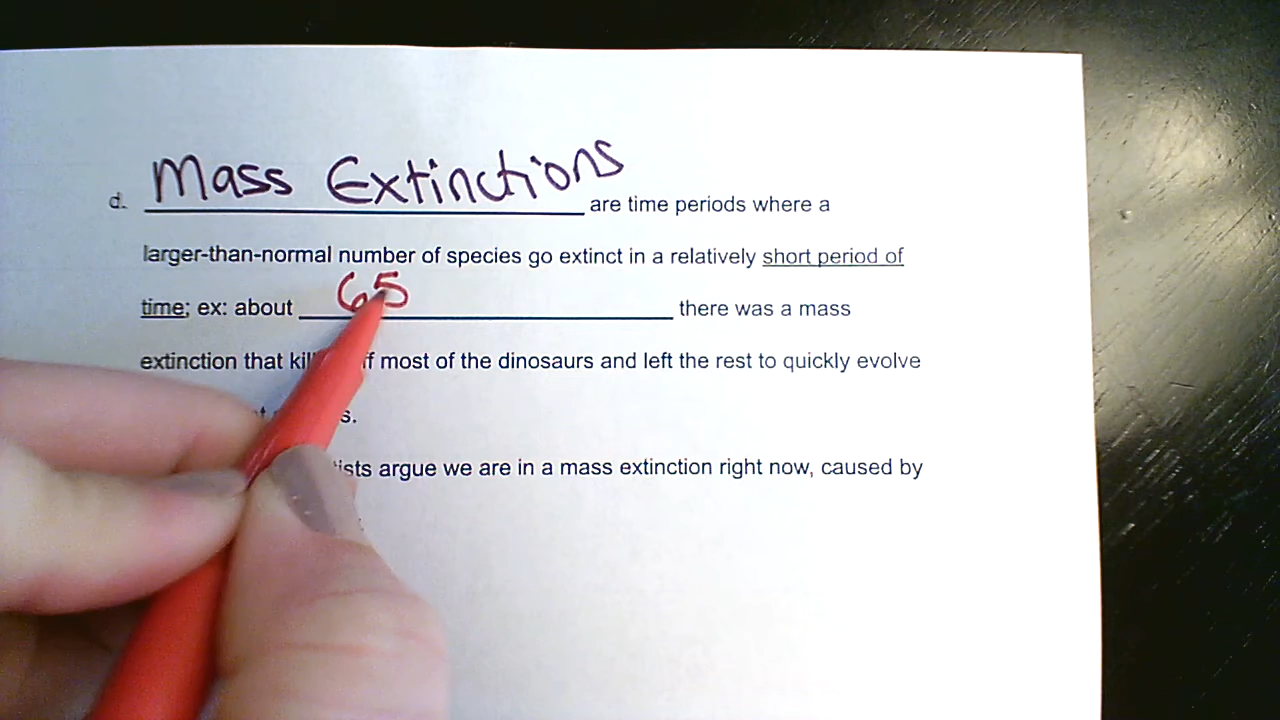 d. Mass Extinctions are time periods where a
larger-than-normal number of species go extinct in a relatively short period of
time; ex: about 65 there was a mass
extinction that most of the dinosaurs and left the rest to quickly evolve
argue we are in a mass extinction right now, caused by